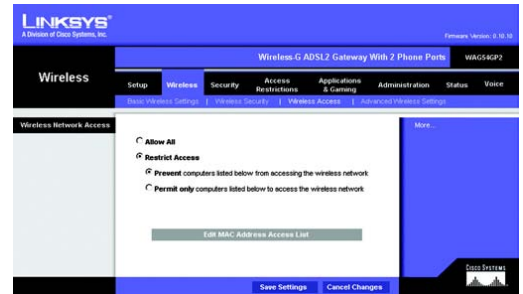 LINKSYS®
A Division of Cisco Systems, Inc.
Firmware Version: 0.10.10
Wireless-G ADSL2 Gateway With 2 Phone Ports WAG54GP2
Wireless
Setup Wireless Security Access Restrictions Applications & Gaming Administration Status Voice
Basic Wireless Settings | Wireless Security | Wireless Access | Advanced Wireless Settings
Wireless Network Access
More...
Allow All
Restrict Access
Prevent computers listed below from accessing the wireless network
Permit only computers listed below to access the wireless network
Edit MAC Address Access List
CISCO SYSTEMS
Save Settings Cancel Changes